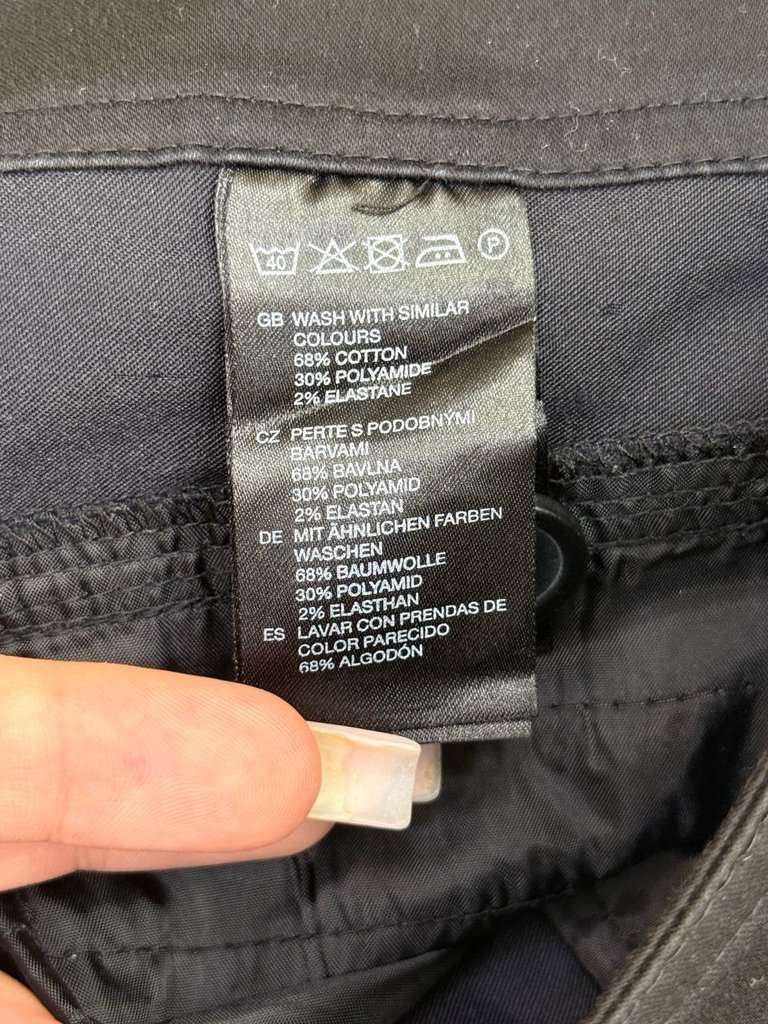 40 P
GB WASH WITH SIMILAR
COLOURS
68% COTTON
30% POLYAMIDE
2% ELASTANE
CZ PERTE S PODOBNÝMI
BARVAMI
68% BAVLNA
30% POLYAMID
2% ELASTAN
DE MIT ÄHNLICHEN FARBEN
WASCHEN
68% BAUMWOLLE
30% POLYAMID
2% ELASTHAN
ES LAVAR CON PRENDAS DE
COLOR PARECIDO
68% ALGODÓN